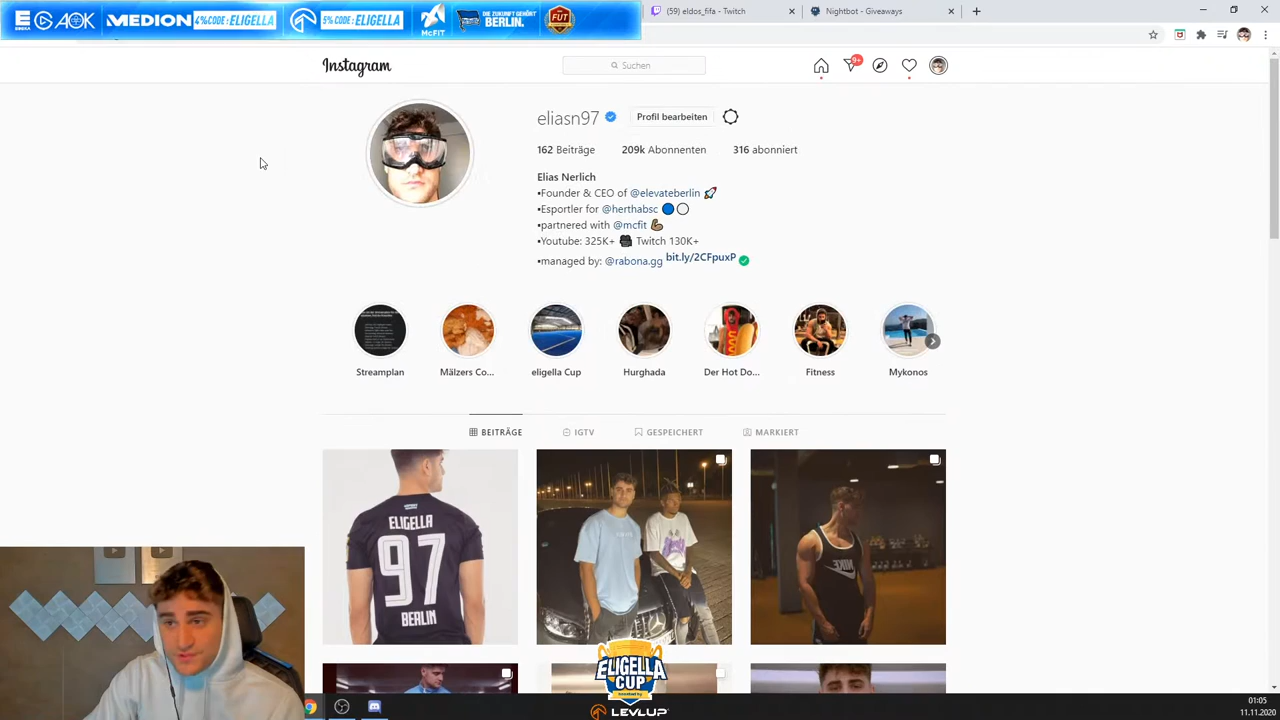 AOK MEDION 4%CODE: ELIGELLA 5% CODE: ELIGELLA McFIT DIE ZUKUNFT GEHÖRT BERLIN. FUT
(59) eldos_fifa - Twitch
Nightbot - Giveaways
Instagram
Suchen
9+
eliasn97
Profil bearbeiten
162 Beiträge 209k Abonnenten 316 abonniert
Elias Nerlich
▪Founder & CEO of @elevateberlin 🚀
▪Esportler for @herthabsc 🔵⚪
▪partnered with @mcfit 💪🏽
▪Youtube: 325K+ 🎥 Twitch 130K+
▪managed by: @rabona.gg bit.ly/2CFpuxP ✅
Streamplan
Mälzers Co...
eligella Cup
Hurghada
Der Hot Do...
Fitness
Mykonos
BEITRÄGE
IGTV
GESPEICHERT
MARKIERT
ELIGELLA
97
BERLIN
NIKE
ELIGELLA
CUP
LEVLUP
01:05
11.11.2020